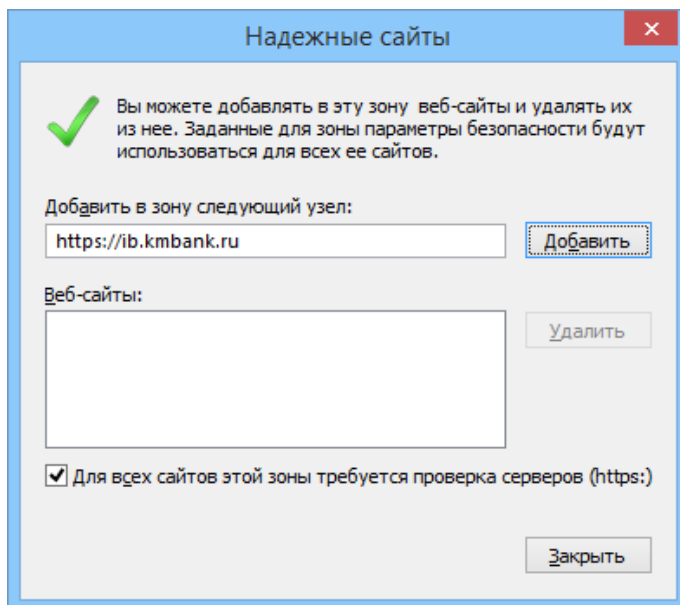 Надежные сайты
Вы можете добавлять в эту зону веб-сайты и удалять их
из нее. Заданные для зоны параметры безопасности будут
использоваться для всех ее сайтов.
Добавить в зону следующий узел:
https://ib.kmbank.ru
Добавить
Веб-сайты:
Удалить
Для всех сайтов этой зоны требуется проверка серверов (https:)
Закрыть